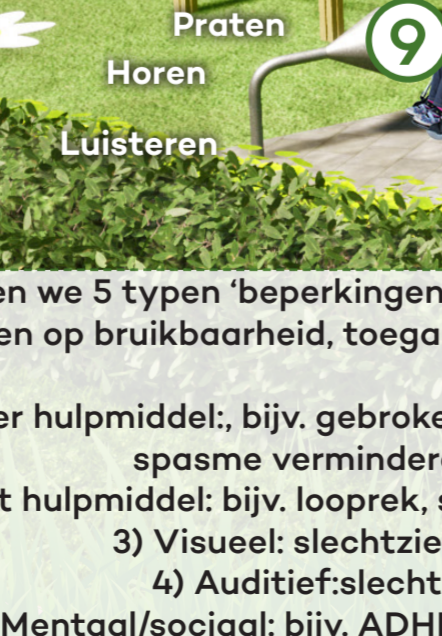 Praten
9
Horen
Luisteren
en we 5 typen ‘beperkingen
en op bruikbaarheid, toega
er hulpmiddel:, bijv. gebroke
spasme verminder
t hulpmiddel: bijv. looprek, s
3) Visueel: slechtzie
4) Auditief:slecht
Mentaal/sociaal: bijv. ADH